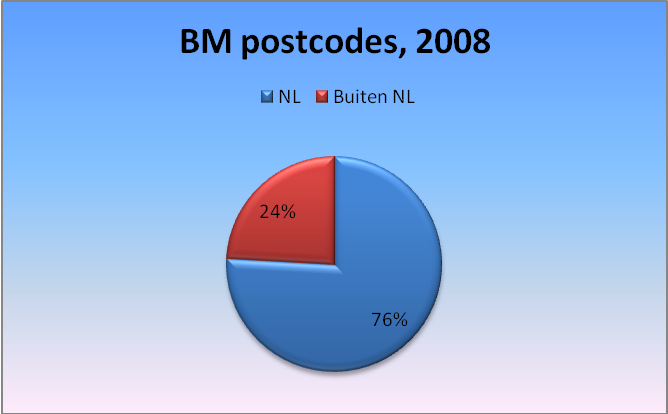 BM postcodes, 2008
NL Buiten NL
24%
76%